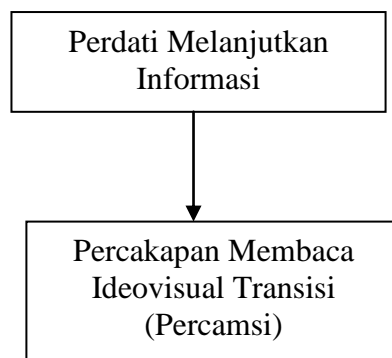 Perdati Melanjutkan
Informasi
Percakapan Membaca
Ideovisual Transisi
(Percamsi)